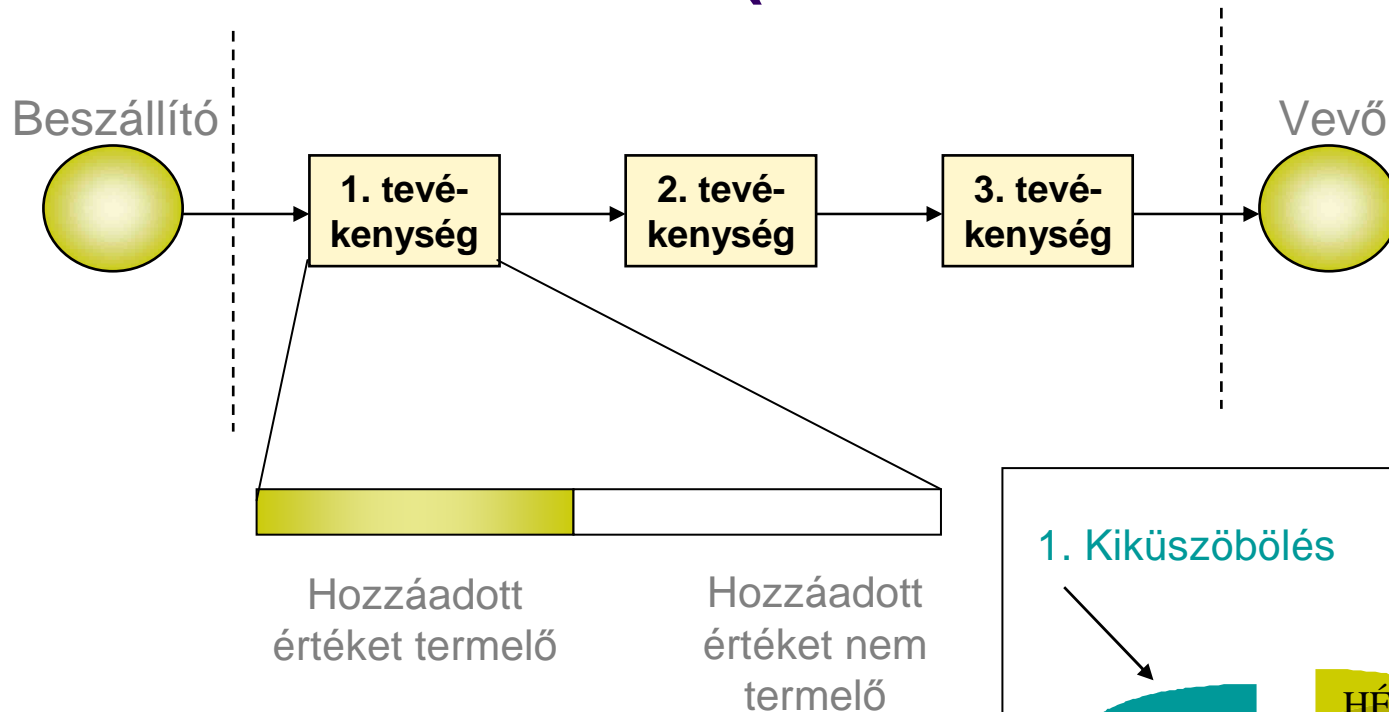 Beszállító
Vevő
1. tevé-
kenység
2. tevé-
kenység
3. tevé-
kenység
Hozzáadott
értéket termelő
Hozzáadott
értéket nem
termelő
1. Kiküszöbölés
HÉ